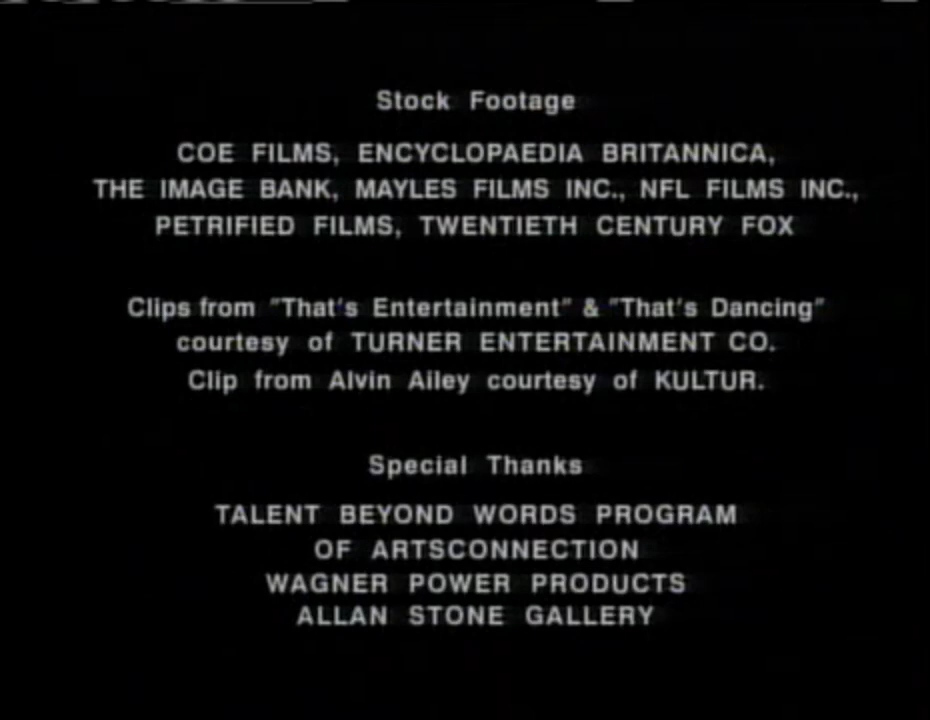 Stock Footage
COE FILMS, ENCYCLOPAEDIA BRITANNICA,
THE IMAGE BANK, MAYLES FILMS INC., NFL FILMS INC.,
PETRIFIED FILMS, TWENTIETH CENTURY FOX
Clips from "That's Entertainment" & "That's Dancing"
courtesy of TURNER ENTERTAINMENT CO.
Clip from Alvin Ailey courtesy of KULTUR.
Special Thanks
TALENT BEYOND WORDS PROGRAM
OF ARTSCONNECTION
WAGNER POWER PRODUCTS
ALLAN STONE GALLERY